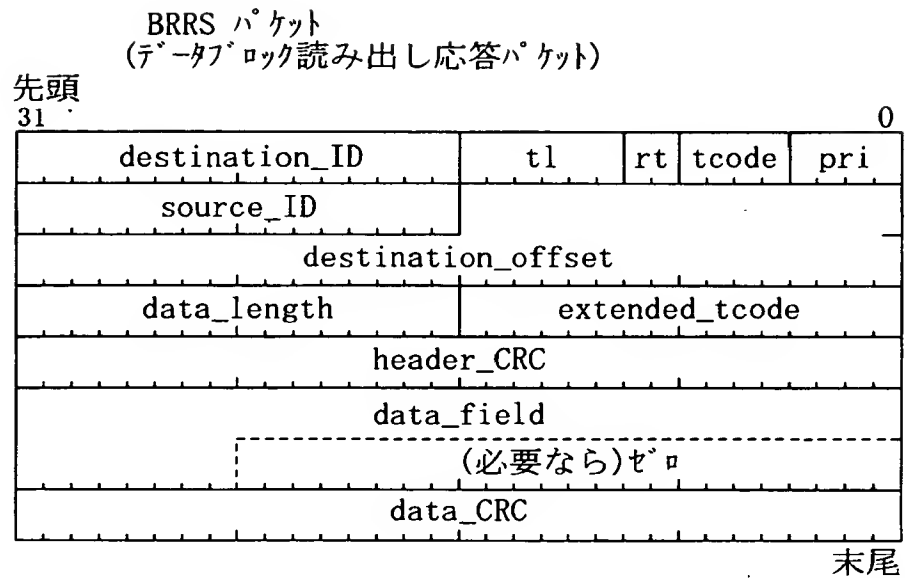 BRRS パケット
(データブロック読み出し応答パケット)
先頭
31 0
destination_ID tl rt tcode pri
source_ID
destination_offset
data_length extended_tcode
header_CRC
data_field
(必要なら)ゼロ
data_CRC
末尾